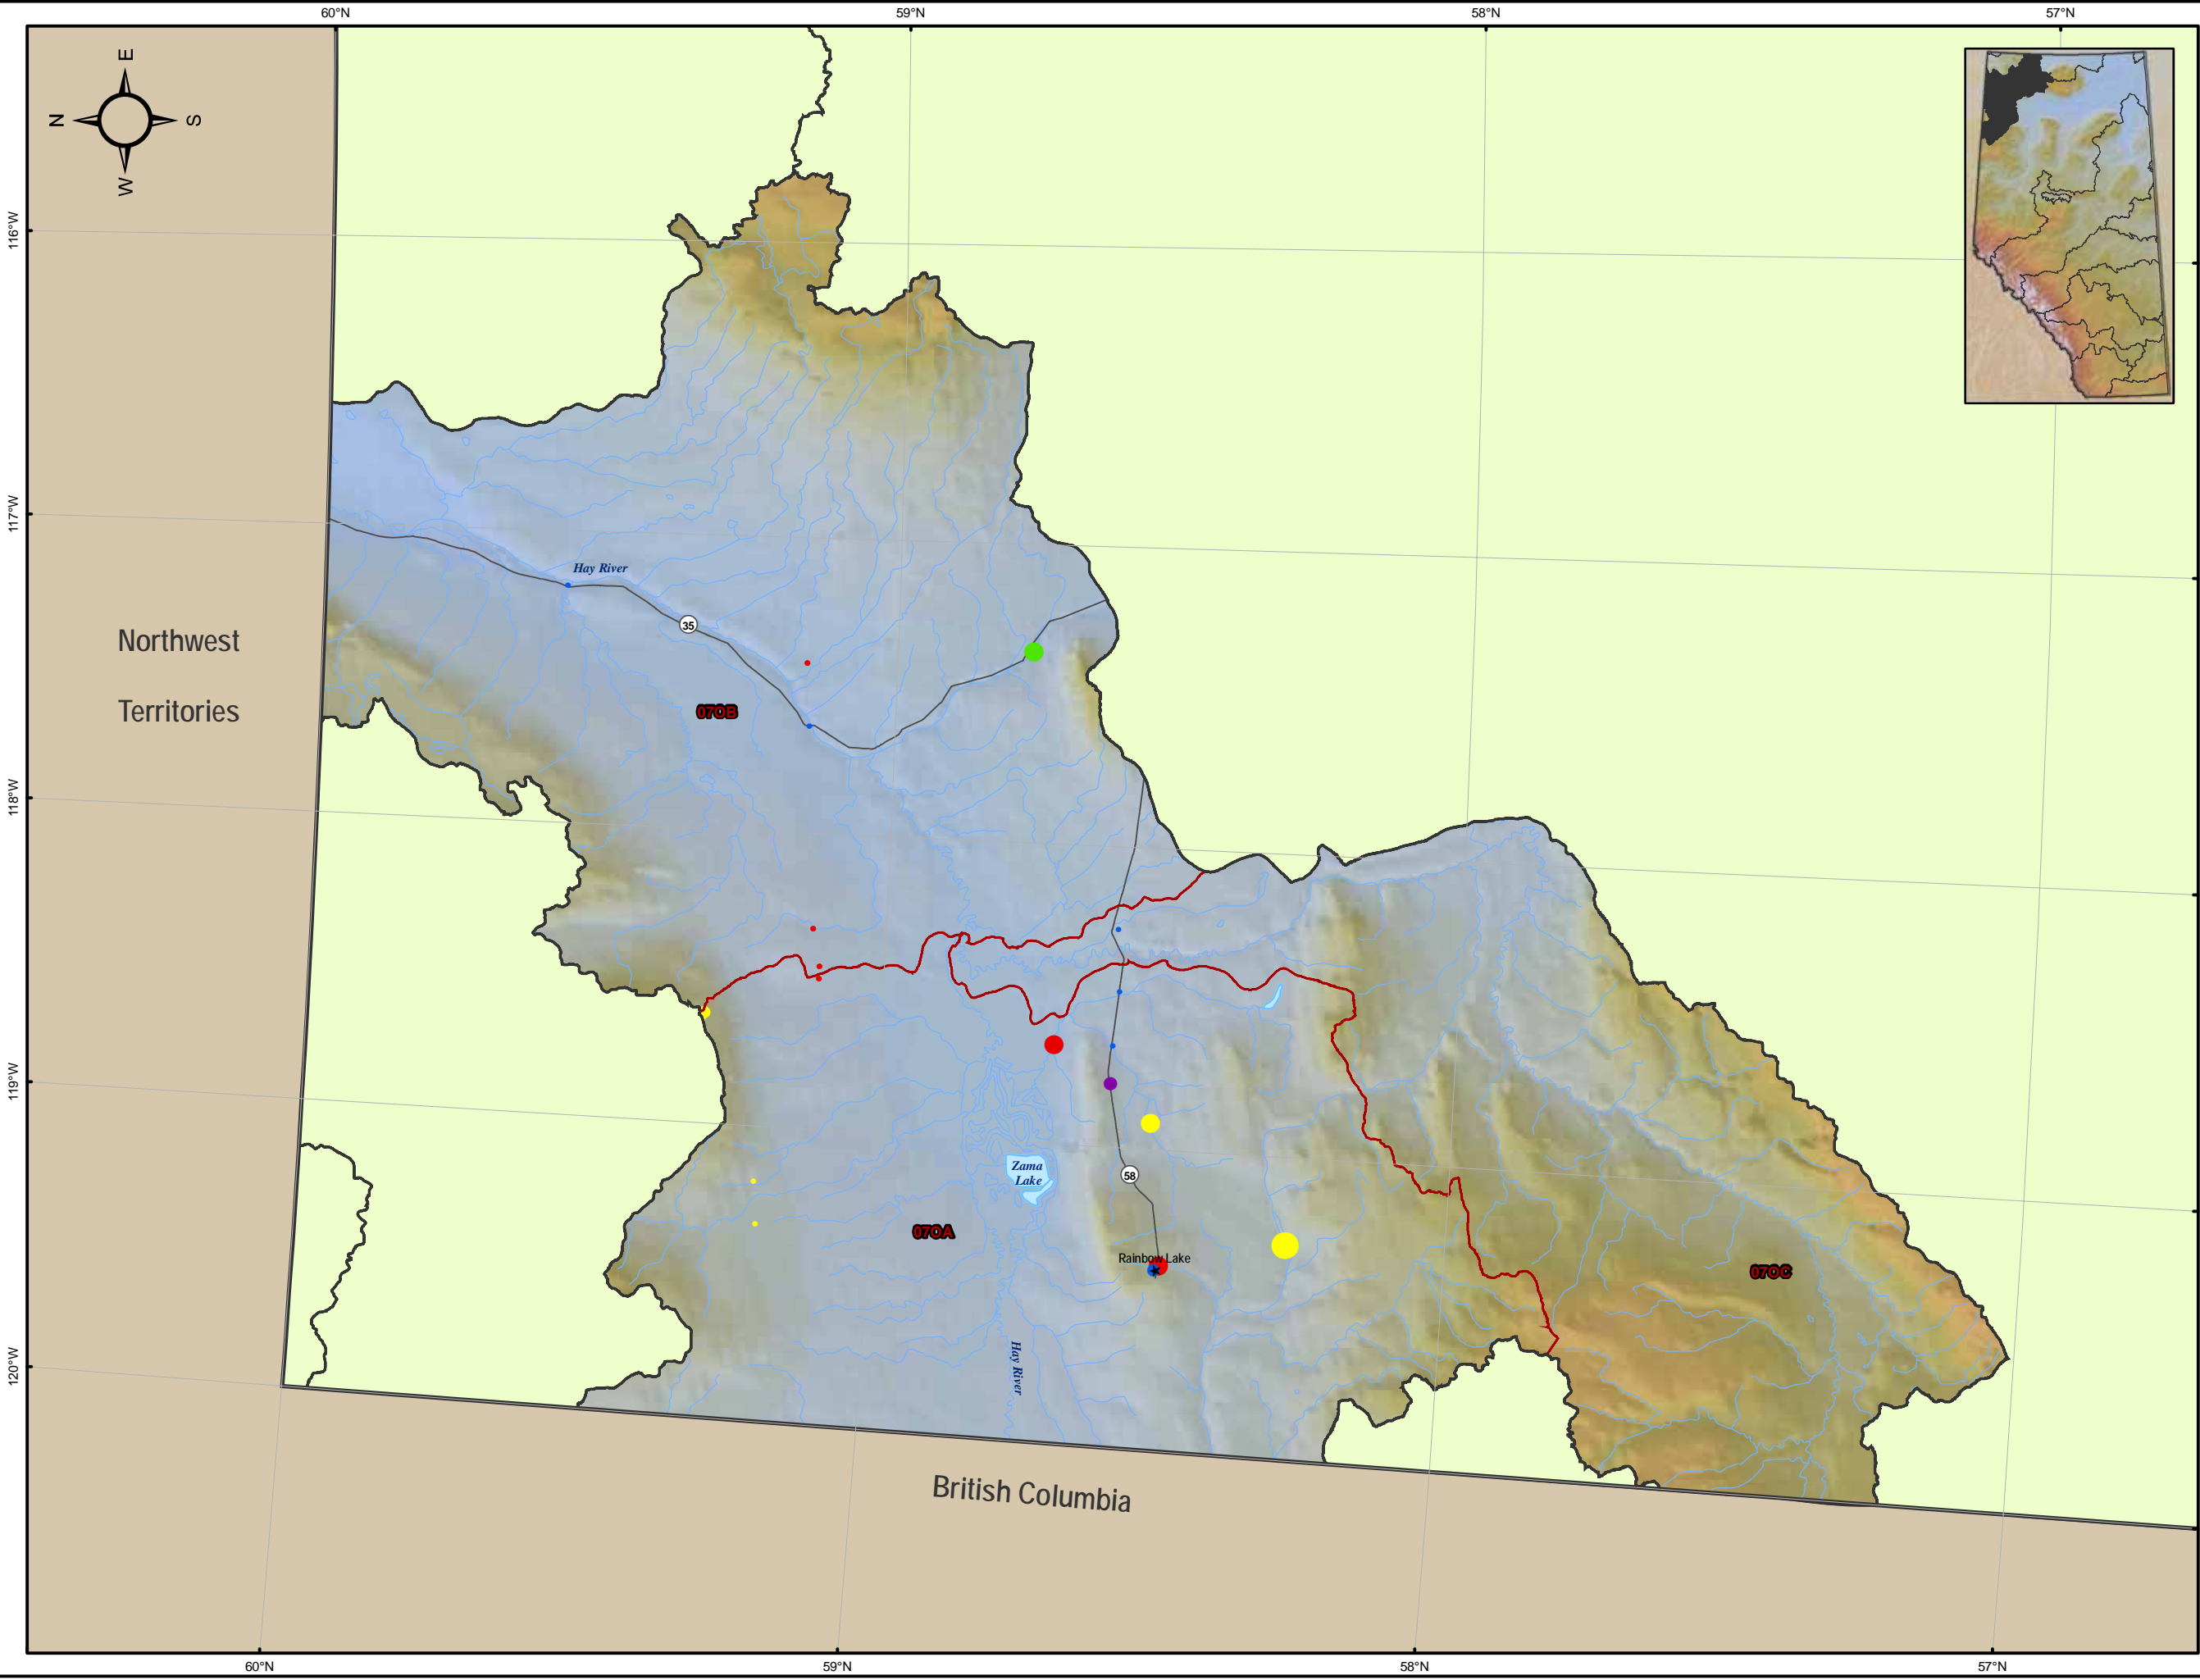 60°N
59°N
58°N
57°N
E
N
S
W
116°W
117°W
118°W
119°W
120°W
Hay River
35
Northwest
Territories
07OB
Zama
Lake
58
07OA
Rainbow Lake
07OC
Hay River
British Columbia
60°N
59°N
58°N
57°N